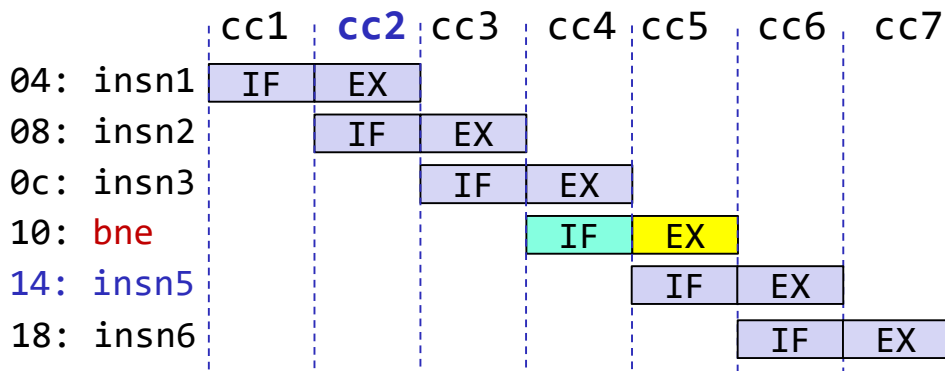 cc1 cc2 cc3 cc4 cc5 cc6 cc7
04: insn1 IF EX
08: insn2 IF EX
0c: insn3 IF EX
10: bne IF EX
14: insn5 IF EX
18: insn6 IF EX